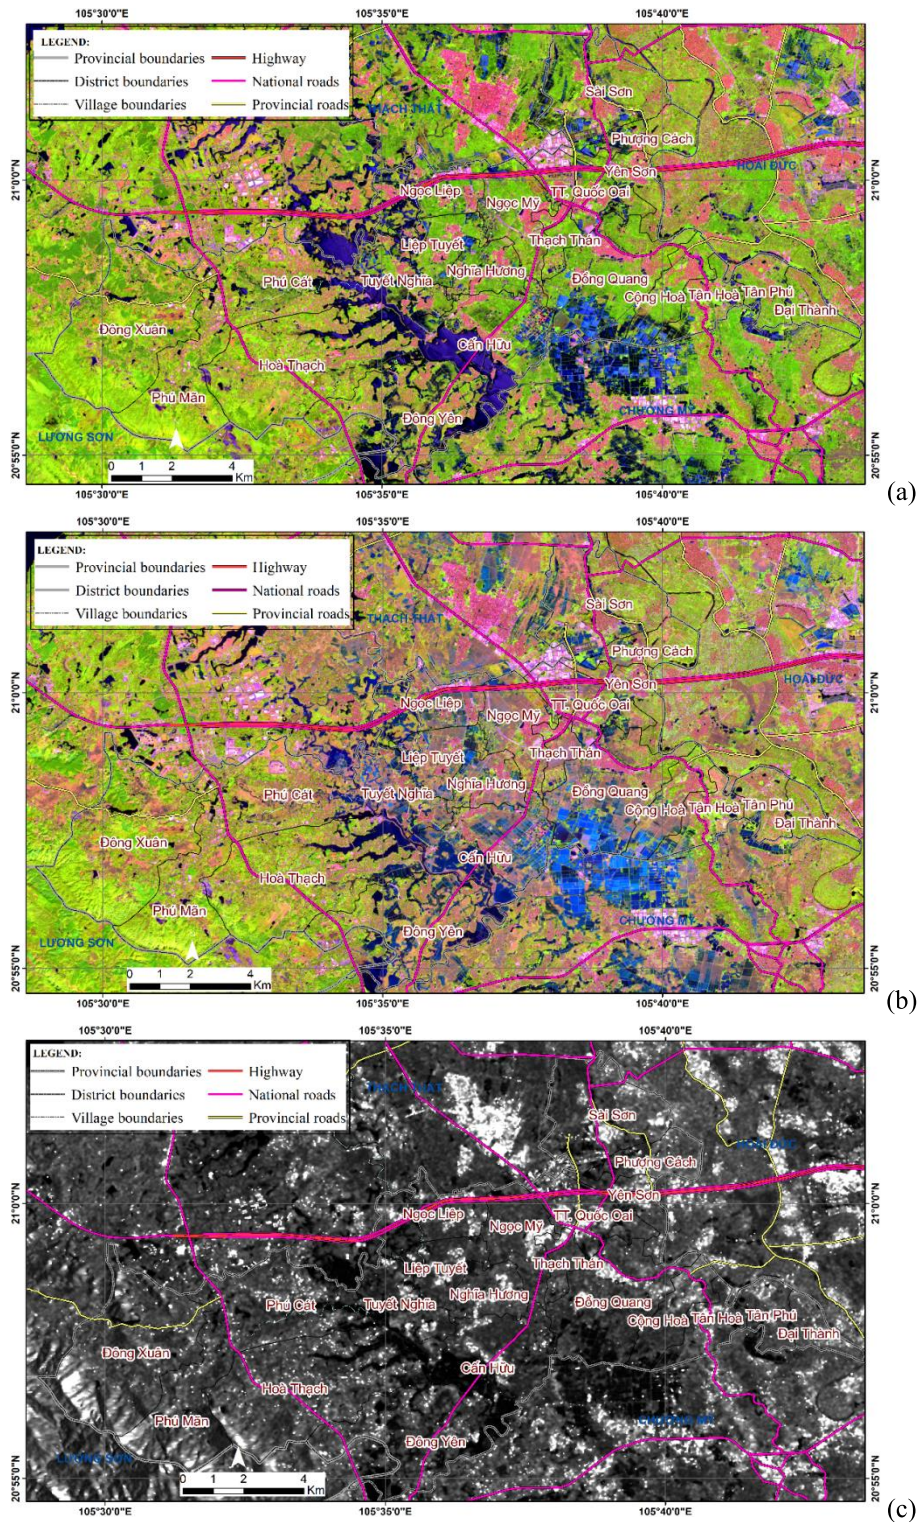 105°30'0"E 105°35'0"E 105°40'0"E
LEGEND:
Provincial boundaries Highway
District boundaries National roads
Village boundaries Provincial roads
THẠCH THẤT
Sài Sơn
Phượng Cách
HOÀI ĐỨC
Yên Sơn
21°0'0"N 21°0'0"N
Ngọc Liệp
TT. Quốc Oai
Ngọc Mỹ
Thạch Thán
Liệp Tuyết
Nghĩa Hương
Đồng Quang
Phú Cát
Tuyết Nghĩa
Cộng Hoà Tân Hoà Tân Phú
Đại Thành
Đông Xuân
Cấn Hữu
Hoà Thạch
Phú Mãn
CHƯƠNG MỸ
Đông Yên
LƯƠNG SƠN
20°55'0"N 20°55'0"N
0 1 2 4
Km
105°30'0"E 105°35'0"E 105°40'0"E
(a)
105°30'0"E 105°35'0"E 105°40'0"E
LEGEND:
Provincial boundaries Highway
District boundaries National roads
Village boundaries Provincial roads
THẠCH THẤT
Sài Sơn
Phượng Cách
HOÀI ĐỨC
Yên Sơn
21°0'0"N 21°0'0"N
Ngọc Liệp
TT. Quốc Oai
Ngọc Mỹ
Thạch Thán
Liệp Tuyết
Nghĩa Hương
Đồng Quang
Phú Cát
Tuyết Nghĩa
Cộng Hoà Tân Hoà Tân Phú
Đại Thành
Đông Xuân
Cấn Hữu
Hoà Thạch
Phú Mãn
CHƯƠNG MỸ
Đông Yên
LƯƠNG SƠN
20°55'0"N 20°55'0"N
0 1 2 4
Km
105°30'0"E 105°35'0"E 105°40'0"E
(b)
105°30'0"E 105°35'0"E 105°40'0"E
LEGEND:
Provincial boundaries Highway
District boundaries National roads
Village boundaries Provincial roads
THẠCH THẤT
Sài Sơn
HOÀI ĐỨC
Phượng Cách
Yên Sơn
21°0'0"N 21°0'0"N
Ngọc Liệp
TT. Quốc Oai
Ngọc Mỹ
Thạch Thán
Liệp Tuyết
Nghĩa Hương
Đồng Quang
Phú Cát
Tuyết Nghĩa
Cộng Hoà Tân Hoà Tân Phú
Đại Thành
Đông Xuân
Cấn Hữu
Hoà Thạch
Phú Mãn
CHƯƠNG MỸ
Đông Yên
LƯƠNG SƠN
20°55'0"N 20°55'0"N
0 1 2 4
Km
105°30'0"E 105°35'0"E 105°40'0"E
(c)